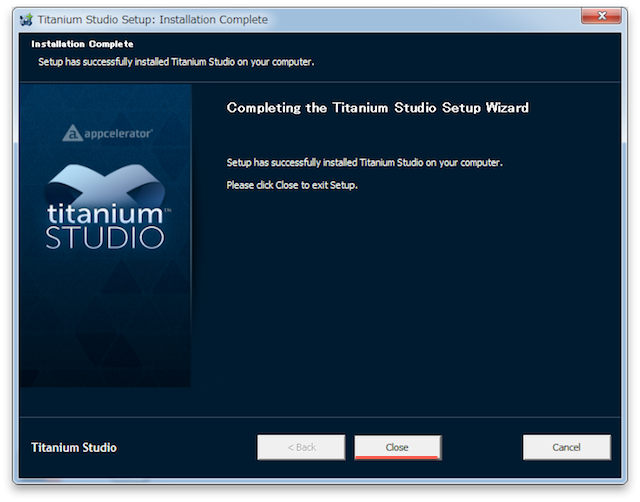 Titanium Studio Setup: Installation Complete
Installation Complete
Setup has successfully installed Titanium Studio on your computer.
appcelerator®
titanium™
STUDIO
Completing the Titanium Studio Setup Wizard
Setup has successfully installed Titanium Studio on your computer.
Please click Close to exit Setup.
Titanium Studio
< Back
Close
Cancel